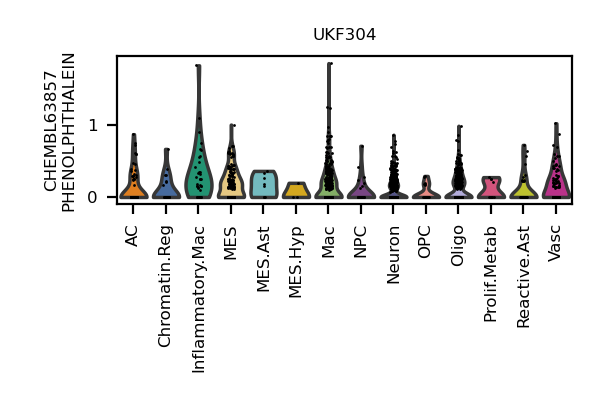 UKF304
CHEMBL63857
PHENOLPHTHALEIN
1
0
AC
Chromatin.Reg
Inflammatory.Mac
MES
MES.Ast
MES.Hyp
Mac
NPC
Neuron
OPC
Oligo
Prolif.Metab
Reactive.Ast
Vasc